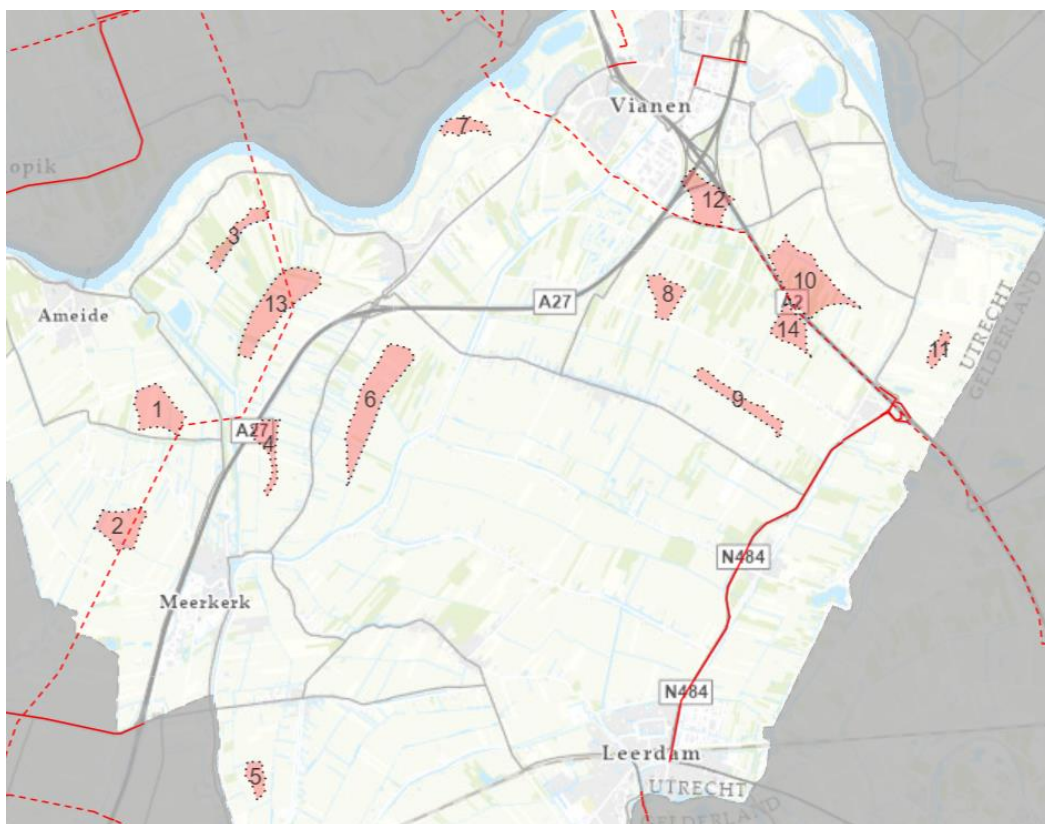 Vianen
7
opik
12
3
UTRECHT
GELDERLAND
10
8
13
A27
A2
Ameide
14
11
6
9
1
A27
4
2
N484
Meerkerk
N484
Leerdam
5
UTRECHT
GELDERLAND